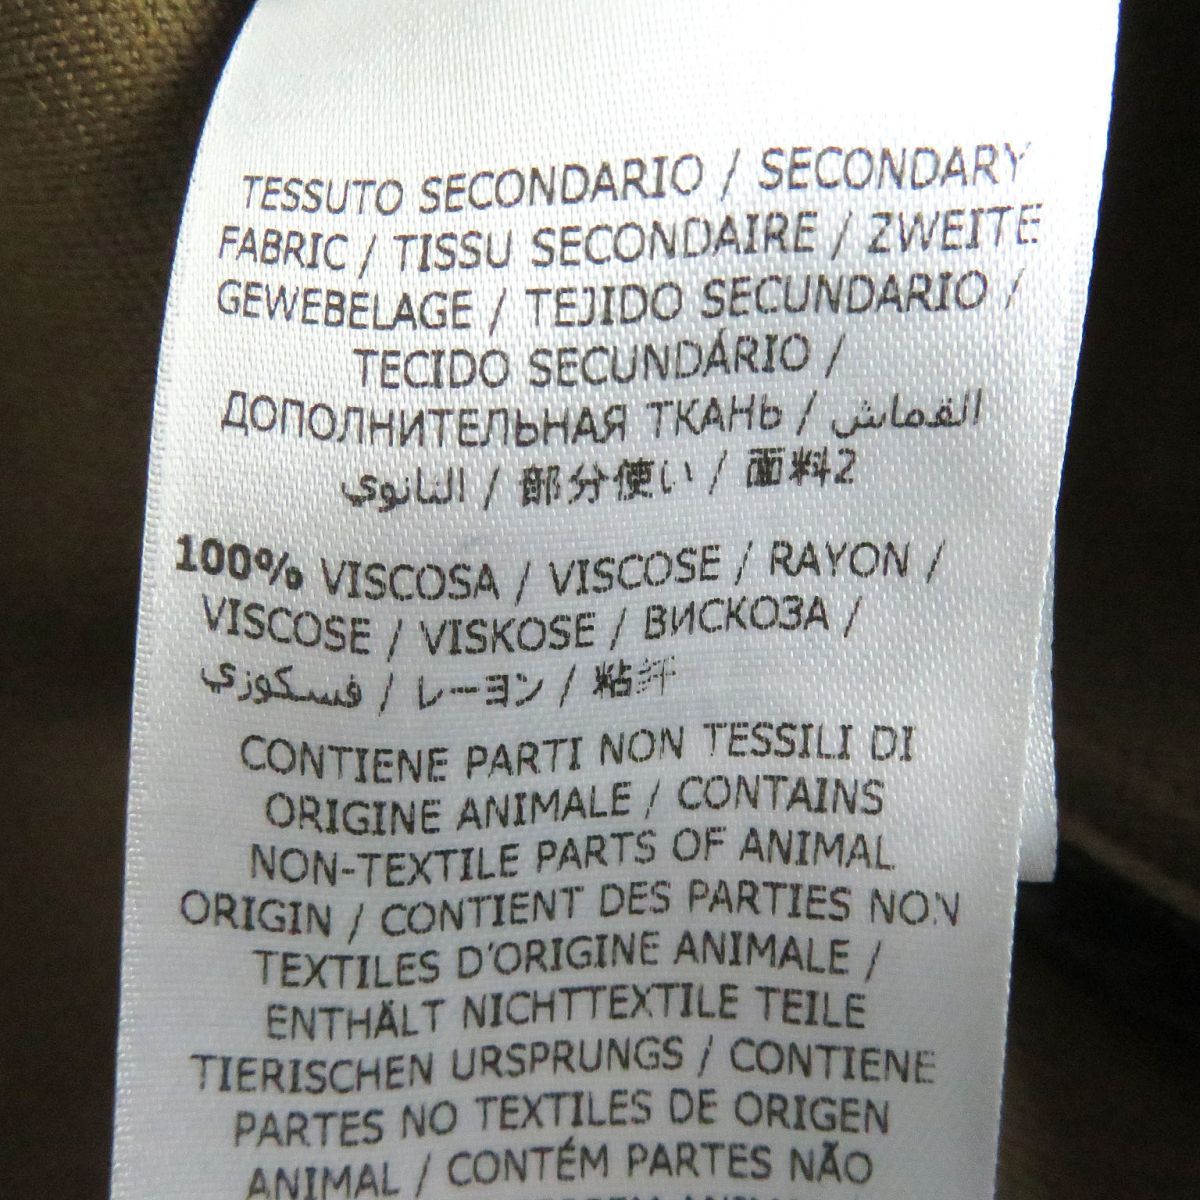 TESSUTO SECONDARIO / SECONDARY
FABRIC / TISSU SECONDAIRE / ZWEITE
GEWEBELAGE / TEJIDO SECUNDARIO /
TECIDO SECUNDÁRIO /
ДОПОЛНИТЕЛЬНАЯ ТКАНЬ / القماش
الثانوي / 部分使い / 面料2
100% VISCOSA / VISCOSE / RAYON /
VISCOSE / VISKOSE / ВИСКОЗА /
فسكوزي / レーヨン / 粘纤
CONTIENE PARTI NON TESSILI DI
ORIGINE ANIMALE / CONTAINS
NON-TEXTILE PARTS OF ANIMAL
ORIGIN / CONTIENT DES PARTIES NON
TEXTILES D'ORIGINE ANIMALE /
ENTHÄLT NICHTTEXTILE TEILE
TIERISCHEN URSPRUNGS / CONTIENE
PARTES NO TEXTILES DE ORIGEN
ANIMAL / CONTÉM PARTES NÃO